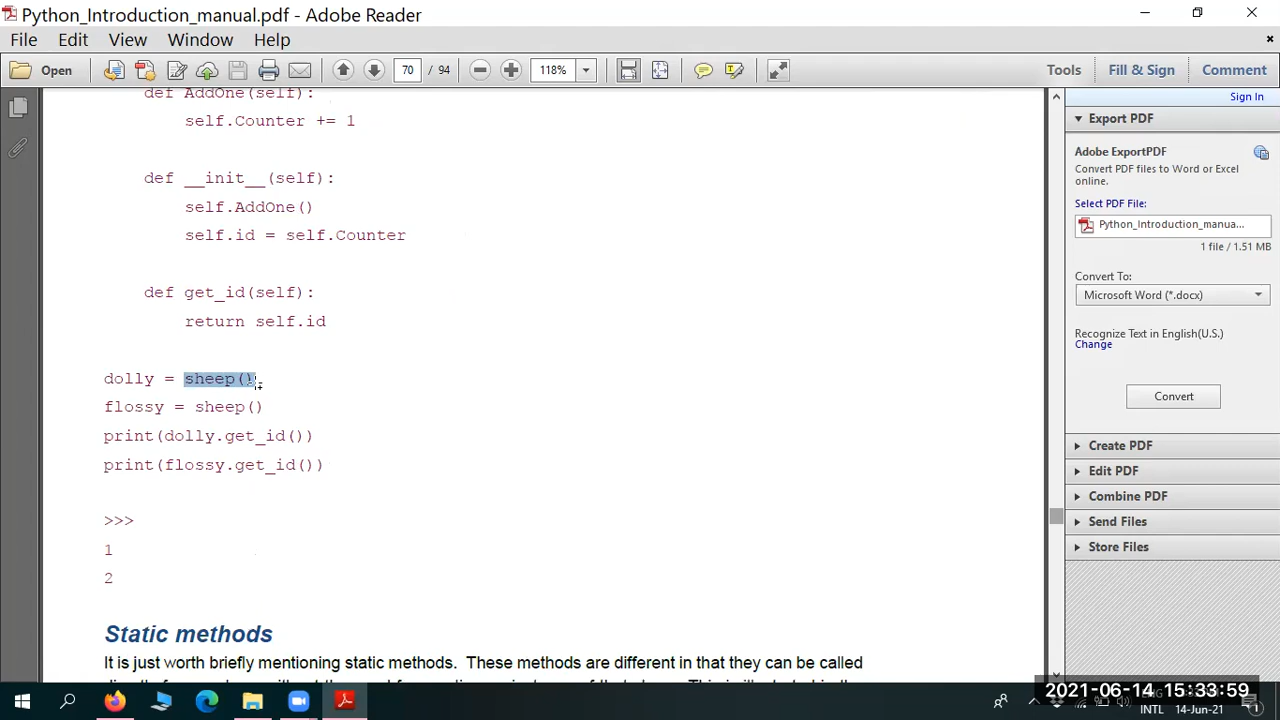 Python_Introduction_manual.pdf - Adobe Reader
File Edit View Window Help
Open 70 / 94 118% Tools Fill & Sign Comment
Sign In
def AddOne(self):
self.Counter += 1
def __init__(self):
self.AddOne()
self.id = self.Counter
def get_id(self):
return self.id
dolly = sheep()
flossy = sheep()
print(dolly.get_id())
print(flossy.get_id())
>>>
1
2
Static methods
It is just worth briefly mentioning static methods. These methods are different in that they can be called
Export PDF
Adobe ExportPDF
Convert PDF files to Word or Excel
online.
Select PDF File:
Python_Introduction_manua...
1 file / 1.51 MB
Convert To:
Microsoft Word (*.docx)
Recognize Text in English(U.S.)
Change
Convert
Create PDF
Edit PDF
Combine PDF
Send Files
Store Files
2021-06-14 15:33:59
INTL 14-Jun-21